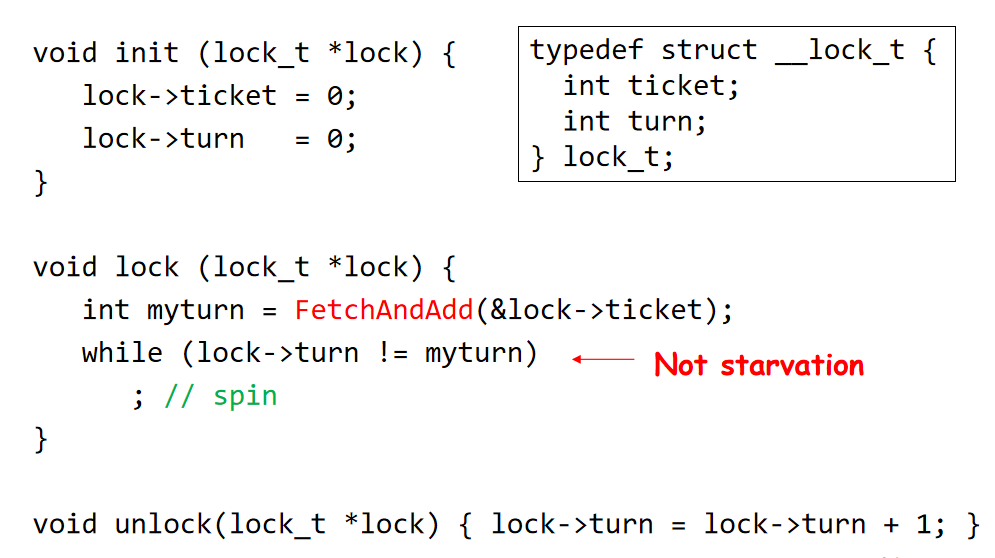 void init (lock_t *lock) {
   lock->ticket = 0;
   lock->turn   = 0;
}
typedef struct __lock_t {
  int ticket;
  int turn;
} lock_t;
void lock (lock_t *lock) {
   int myturn = FetchAndAdd(&lock->ticket);
   while (lock->turn != myturn)
      ; // spin
}
Not starvation
void unlock(lock_t *lock) { lock->turn = lock->turn + 1; }